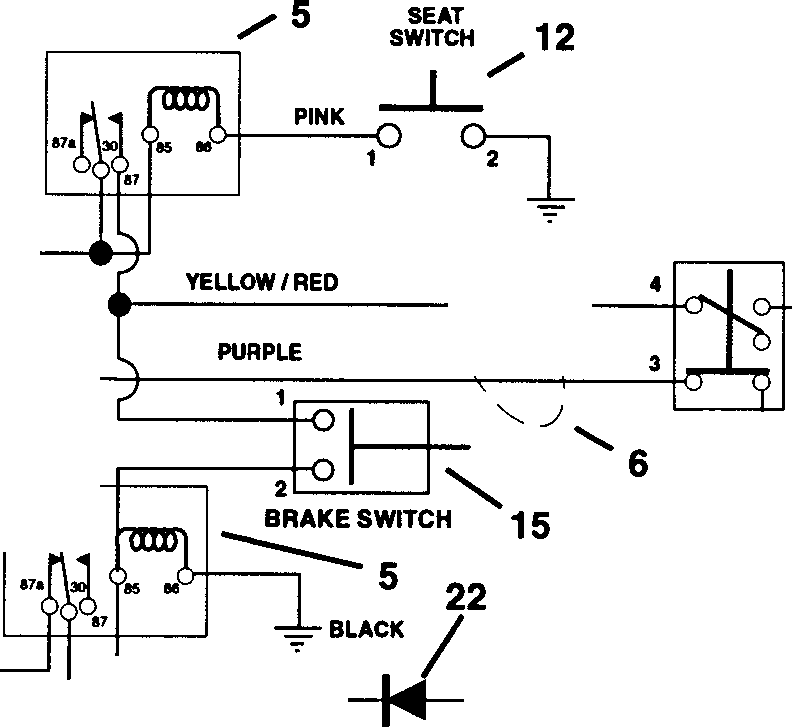 5
SEAT
SWITCH
12
PINK
87a
30
87
85
86
1
2
YELLOW / RED
4
PURPLE
3
1
6
2
BRAKE SWITCH
15
5
87a
30
87
85
86
BLACK
22